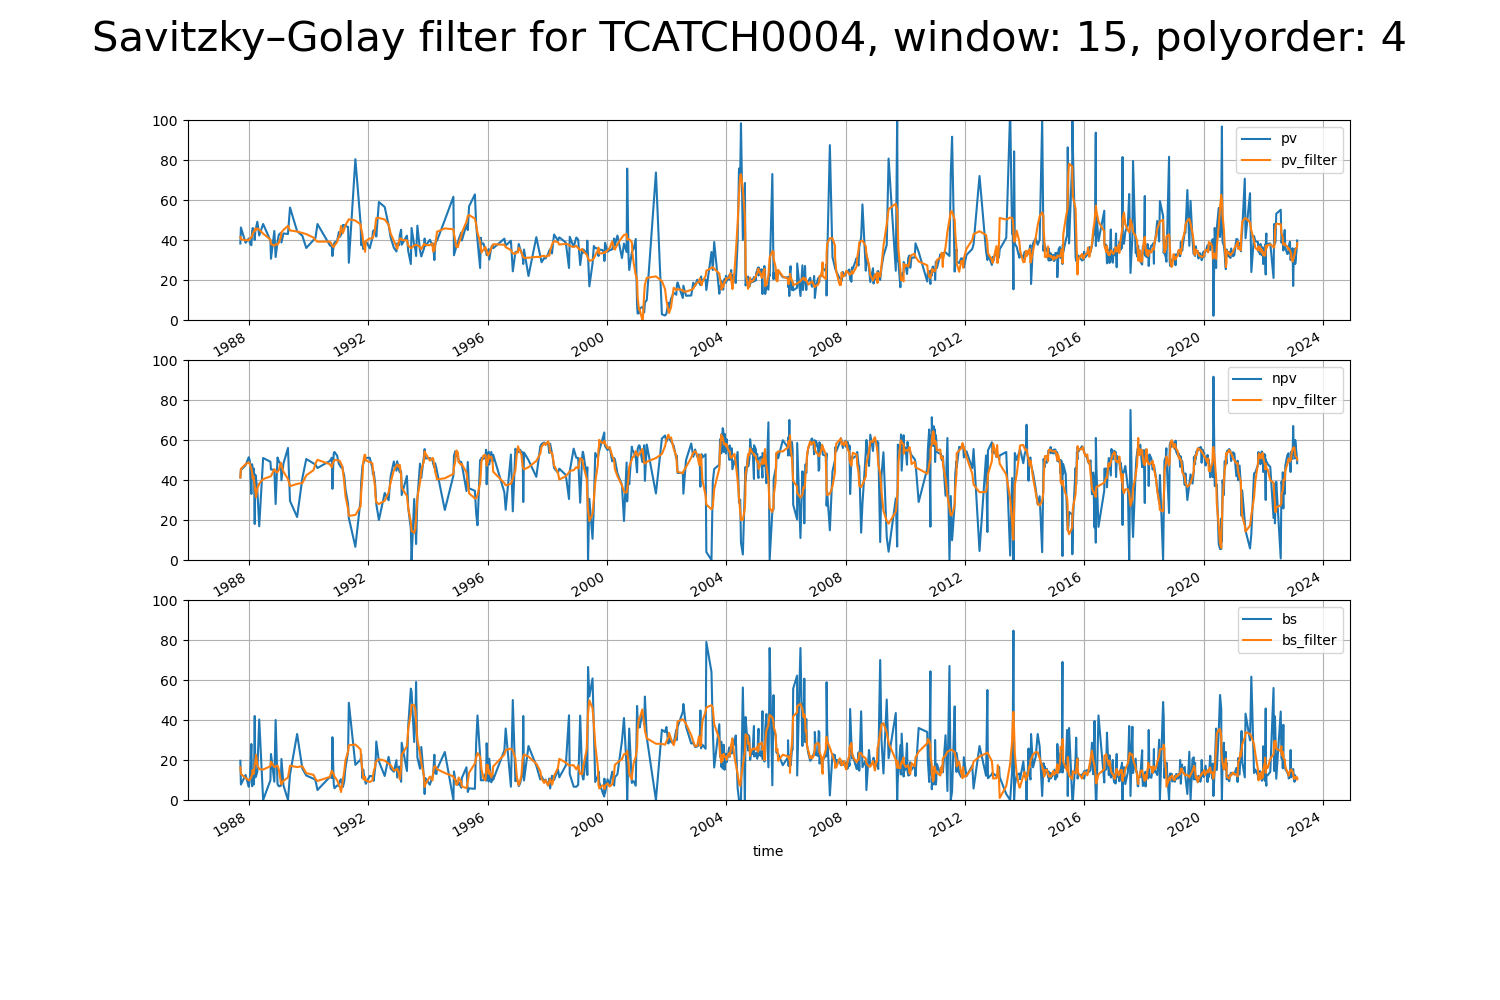 Savitzky–Golay filter for TCATCH0004, window: 15, polyorder: 4
100
80
60
40
20
0
pv
pv_filter
1988 1992 1996 2000 2004 2008 2012 2016 2020 2024
100
80
60
40
20
0
npv
npv_filter
1988 1992 1996 2000 2004 2008 2012 2016 2020 2024
100
80
60
40
20
0
bs
bs_filter
1988 1992 1996 2000 2004 2008 2012 2016 2020 2024
time